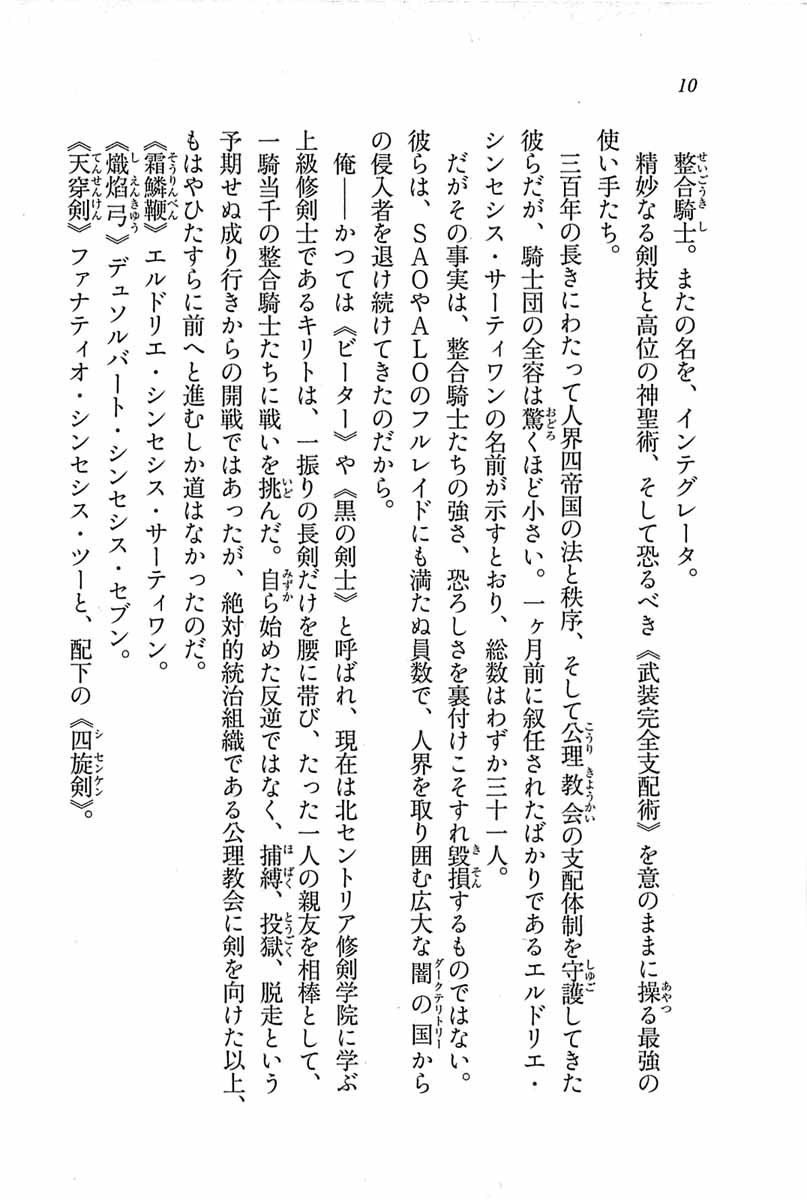 10
整合騎士。またの名を、インテグレータ。
精妙なる剣技と高位の神聖術、そして恐るべき《武装完全支配術》を意のままに操る最強の
使い手たち。
三百年の長きにわたって人界四帝国の法と秩序、そして公理教会の支配体制を守護してきた
彼らだが、騎士団の全容は驚くほど小さい。一ヶ月前に叙任されたばかりであるエルドリエ・
シンセシス・サーティワンの名前が示すとおり、総数はわずか三十一人。
だがその事実は、整合騎士たちの強さ、恐ろしさを裏付けこそすれ毀損するものではない。
彼らは、SAOやALOのフルレイドにも満たぬ員数で、人界を取り囲む広大な闇の国から
の侵入者を退け続けてきたのだから。
俺――かつては《ビーター》や《黒の剣士》と呼ばれ、現在は北セントリア修剣学院に学ぶ
上級修剣士であるキリトは、一振りの長剣だけを腰に帯び、たった一人の親友を相棒として、
一騎当千の整合騎士たちに戦いを挑んだ。自ら始めた反逆ではなく、捕縛、投獄、脱走という
予期せぬ成り行きからの開戦ではあったが、絶対的統治組織である公理教会に剣を向けた以上、
もはやひたすらに前へと進むしか道はなかったのだ。
《霜鱗鞭》エルドリエ・シンセシス・サーティワン。
《熾焰弓》デュソルバート・シンセシス・セブン。
《天穿剣》ファナティオ・シンセシス・ツーと、配下の《四旋剣》。